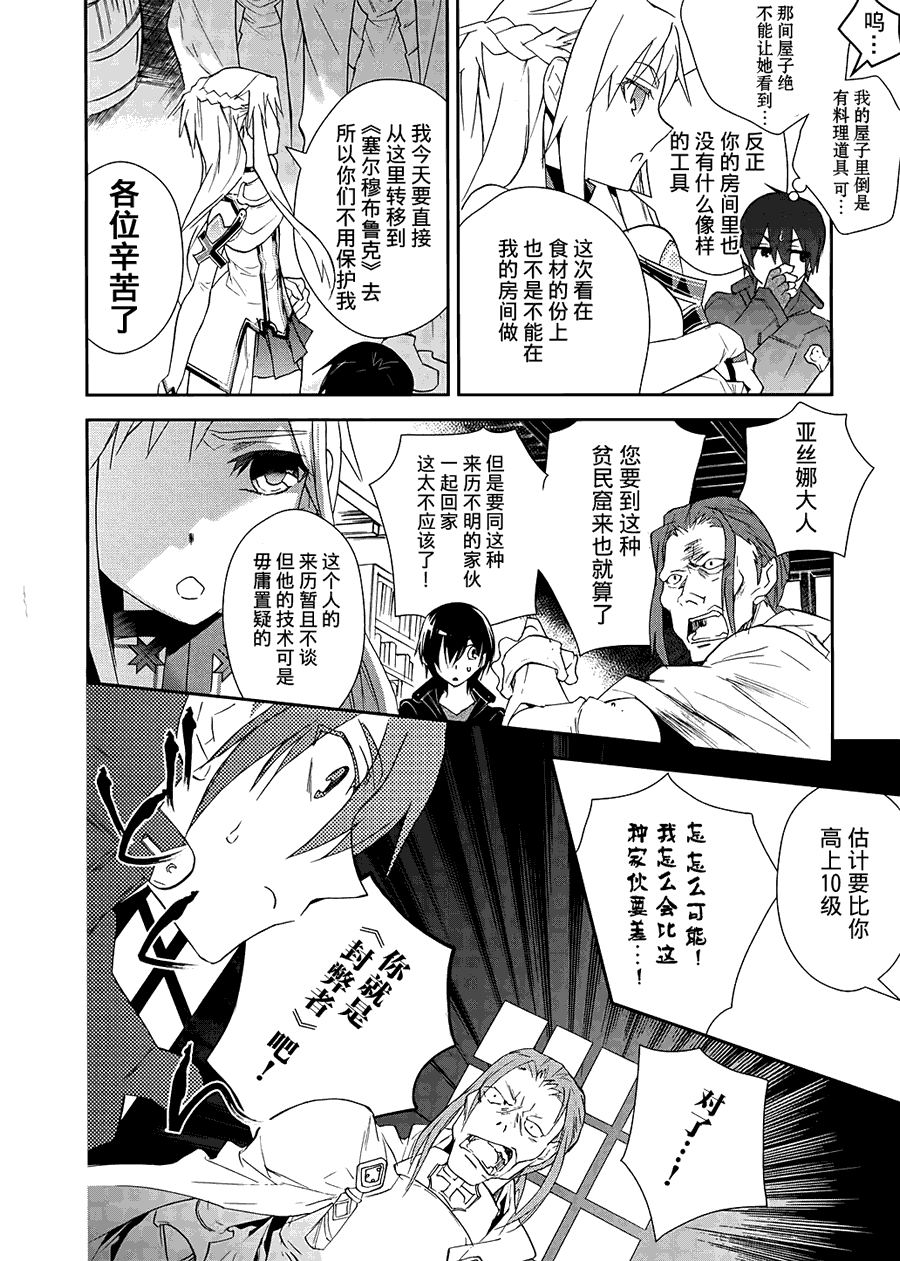 呜…
我的屋子里倒是
有料理道具 可…
那间屋子绝
不能让她看到…
反正
你的房间里也
没有什么像样
的工具
这次看在
食材的份上
也不是不能在
我的房间做
我今天要直接
从这里转移到
《塞尔穆布鲁克》去
所以你们不用保护我
各位辛苦了
亚丝娜大人
您要到这种
贫民窟来也就算了
但是要同这种
来历不明的家伙
一起回家
这太不应该了！
这个人的
来历暂且不谈
但他的技术可是
毋庸置疑的
估计要比你
高上10级
怎怎么可能！
我怎么会比这
种家伙要差…！
对了…！
你就是
《封弊者》吧！